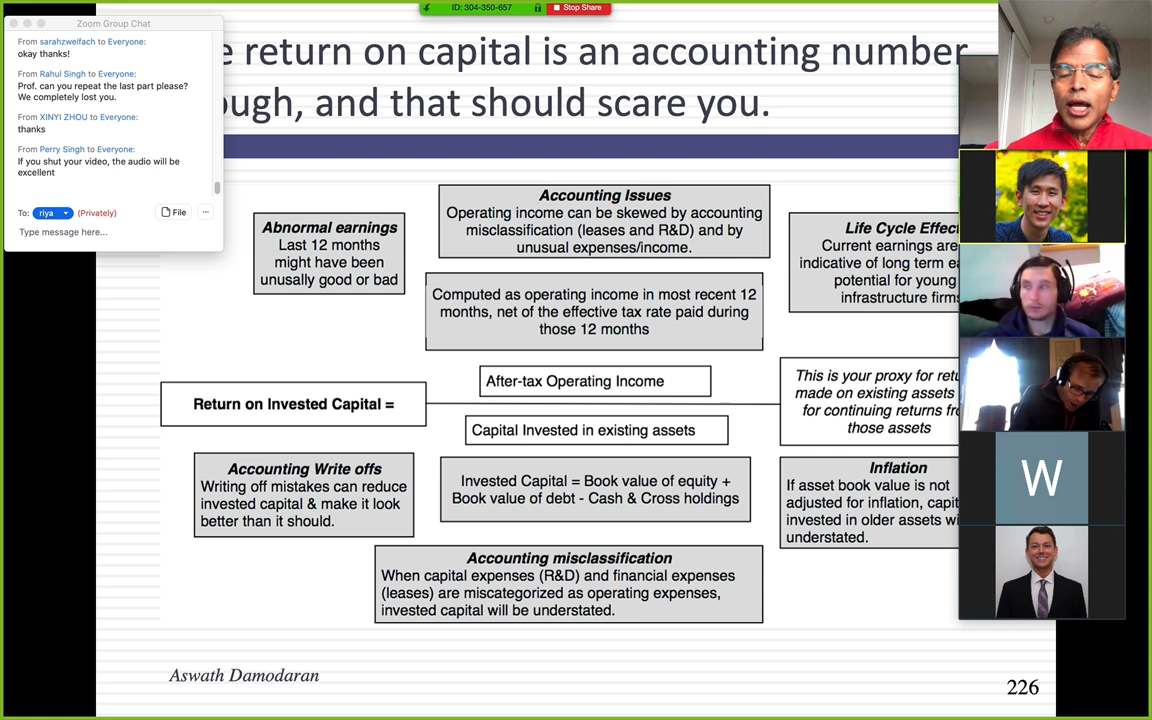 ID: 304-350-657
Stop Share
Zoom Group Chat
From sarahzweifach to Everyone:
okay thanks!
From Rahul Singh to Everyone:
Prof. can you repeat the last part please?
We completely lost you.
From XINYI ZHOU to Everyone:
thanks
From Perry Singh to Everyone:
If you shut your video, the audio will be
excellent
To: riya (Privately)
File
Type message here...
return on capital is an accounting number
and that should scare you.
Abnormal earnings
Last 12 months
might have been
unusally good or bad
Accounting Issues
Operating income can be skewed by accounting
misclassification (leases and R&D) and by
unusual expenses/income.
Life Cycle
Current earnings are
indicative of long term
potential for young
infrastructure
Computed as operating income in most recent 12
months, net of the effective tax rate paid during
those 12 months
Return on Invested Capital =
After-tax Operating Income
Capital Invested in existing assets
This is your proxy for
made on existing assets
for continuing returns
those assets
Accounting Write offs
Writing off mistakes can reduce
invested capital & make it look
better than it should.
Invested Capital = Book value of equity +
Book value of debt - Cash & Cross holdings
Inflation
If asset book value is not
adjusted for inflation,
invested in older assets
understated.
Accounting misclassification
When capital expenses (R&D) and financial expenses
(leases) are miscategorized as operating expenses,
invested capital will be understated.
Aswath Damodaran
226
W